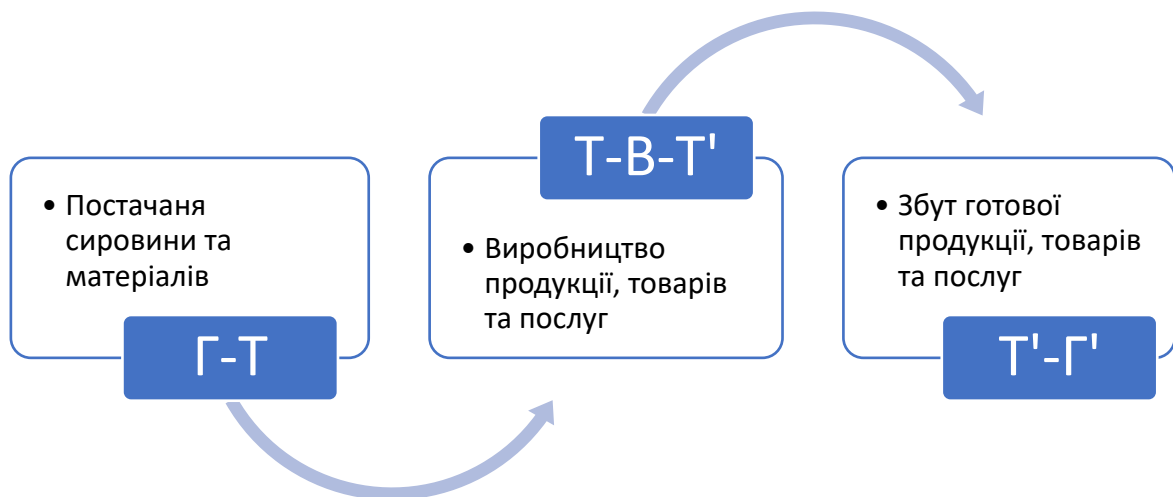 • Постачаня
сировини та
матеріалів
Г-Т
Т-В-Т'
• Виробництво
продукції, товарів
та послуг
• Збут готової
продукції, товарів
та послуг
Т'-Г'